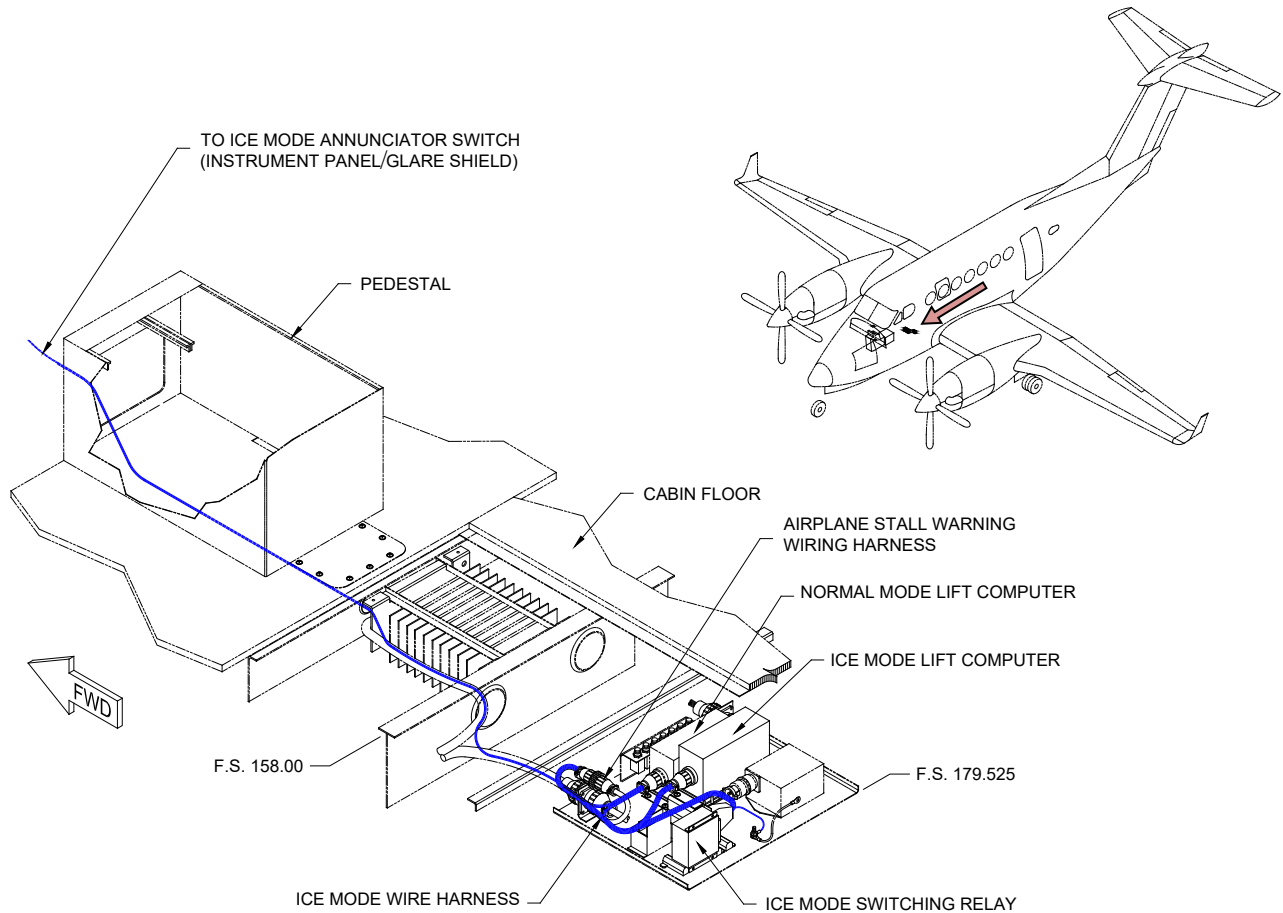 TO ICE MODE ANNUNCIATOR SWITCH
(INSTRUMENT PANEL/GLARE SHIELD)
PEDESTAL
CABIN FLOOR
AIRPLANE STALL WARNING
WIRING HARNESS
NORMAL MODE LIFT COMPUTER
ICE MODE LIFT COMPUTER
FWD
F.S. 158.00
F.S. 179.525
ICE MODE WIRE HARNESS
ICE MODE SWITCHING RELAY